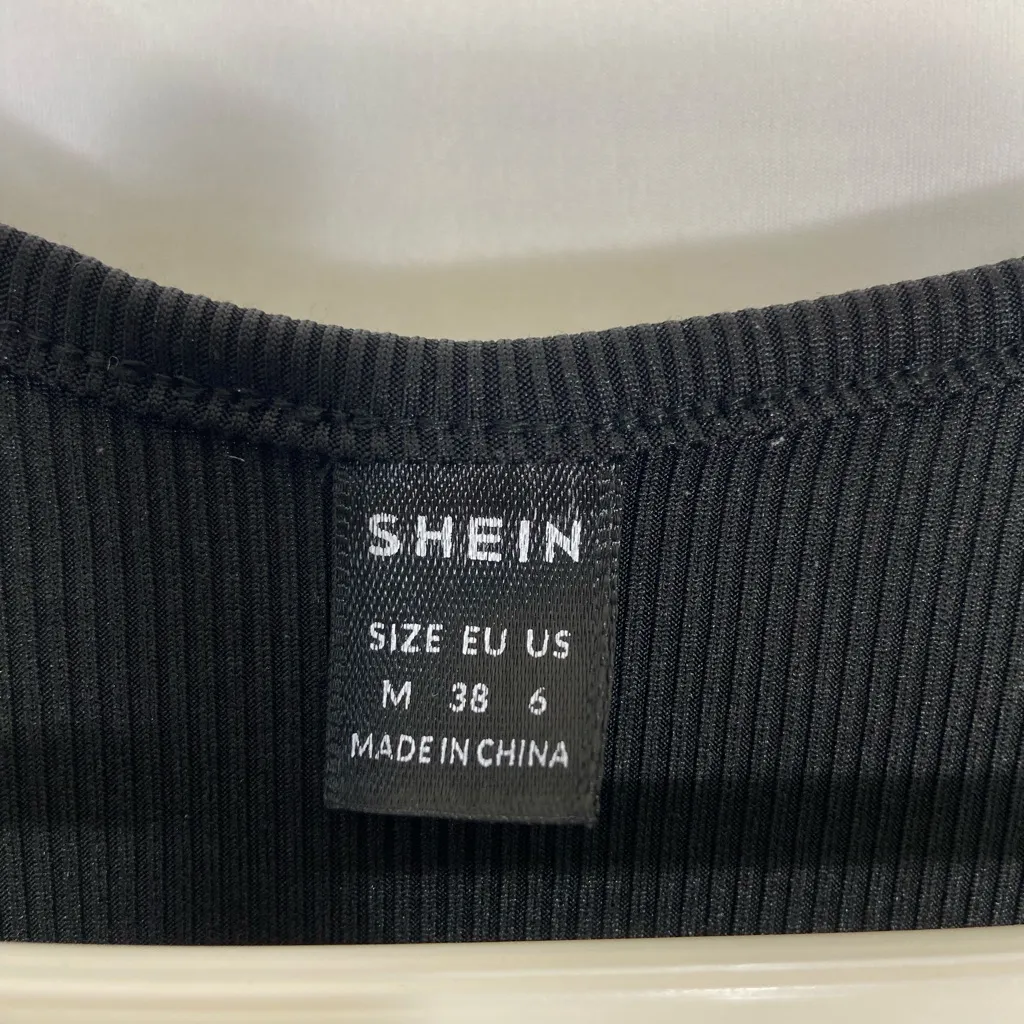 SHEIN
SIZE EU US
M 38 6
MADE IN CHINA